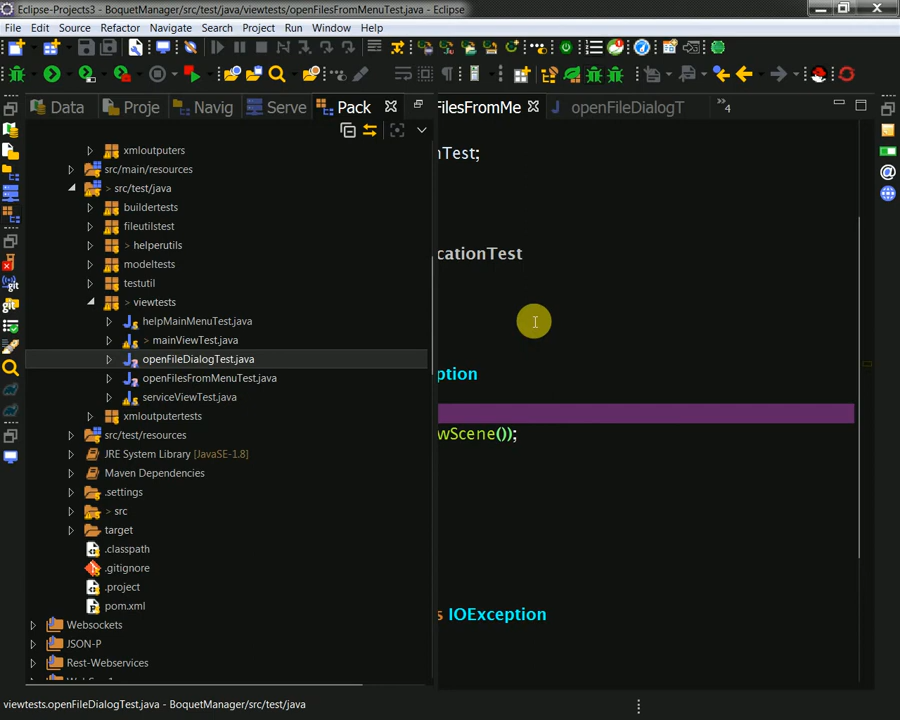 Eclipse-Projects3 - BoquetManager/src/test/java/viewtests/openFilesFromMenuTest.java - Eclipse
File Edit Source Refactor Navigate Search Project Run Window Help
Data Proje Navig Serve Pack
FilesFromMe openFileDialogT »4
xmloutputers
src/main/resources
> src/test/java
buildertests
fileutilstest
> helperutils
modeltests
testutil
> viewtests
helpMainMenuTest.java
> mainViewTest.java
openFileDialogTest.java
openFilesFromMenuTest.java
serviceViewTest.java
xmloutputertests
src/test/resources
JRE System Library [JavaSE-1.8]
Maven Dependencies
.settings
> src
target
.classpath
.gitignore
.project
pom.xml
Websockets
JSON-P
Rest-Webservices
nTest;
cationTest
ption
wScene());
s IOException
viewtests.openFileDialogTest.java - BoquetManager/src/test/java